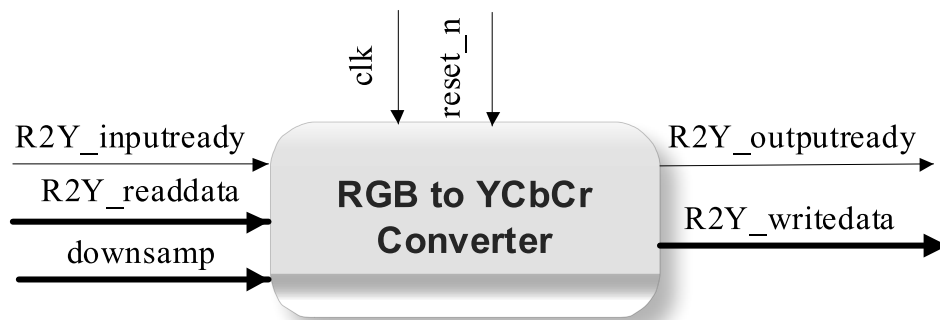 clk
reset_n
R2Y_inputready
R2Y_readdata
downsamp
RGB to YCbCr
Converter
R2Y_outputready
R2Y_writedata